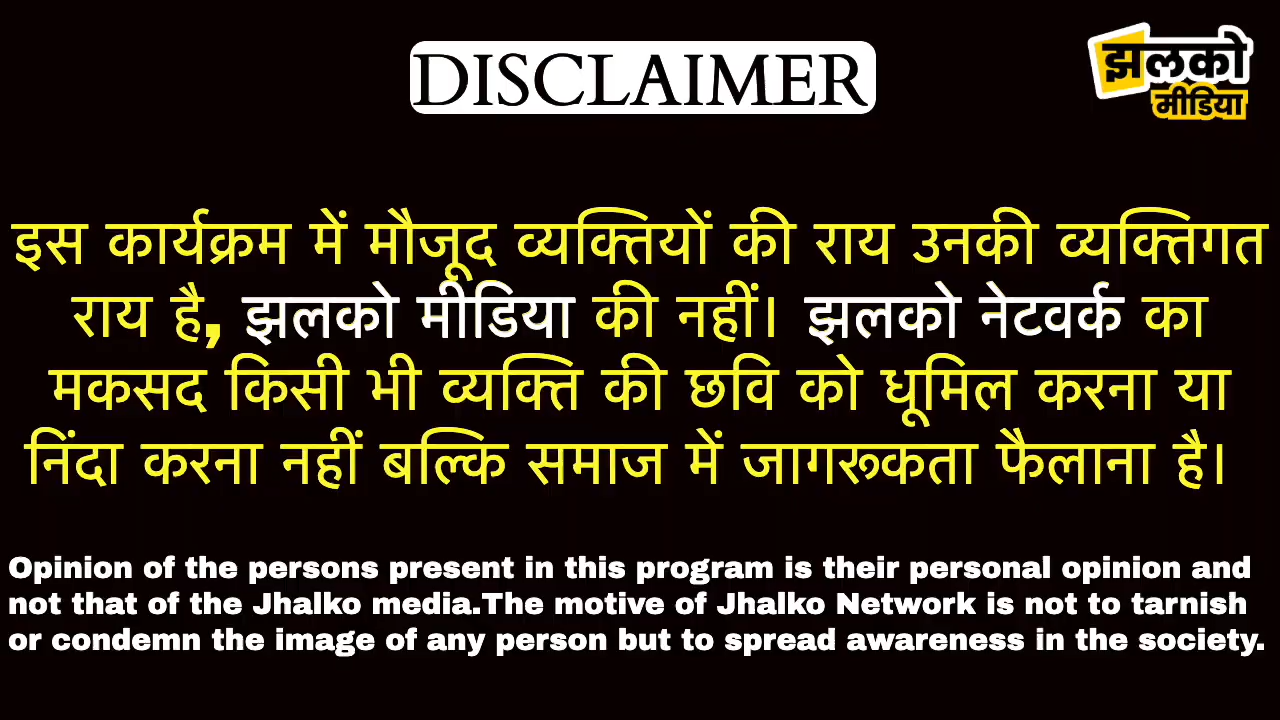 DISCLAIMER
झलको
मीडिया
इस कार्यक्रम में मौजूद व्यक्तियों की राय उनकी व्यक्तिगत
राय है, झलको मीडिया की नहीं। झलको नेटवर्क का
मकसद किसी भी व्यक्ति की छवि को धूमिल करना या
निंदा करना नहीं बल्कि समाज में जागरूकता फैलाना है।
Opinion of the persons present in this program is their personal opinion and
not that of the Jhalko media.The motive of Jhalko Network is not to tarnish
or condemn the image of any person but to spread awareness in the society.